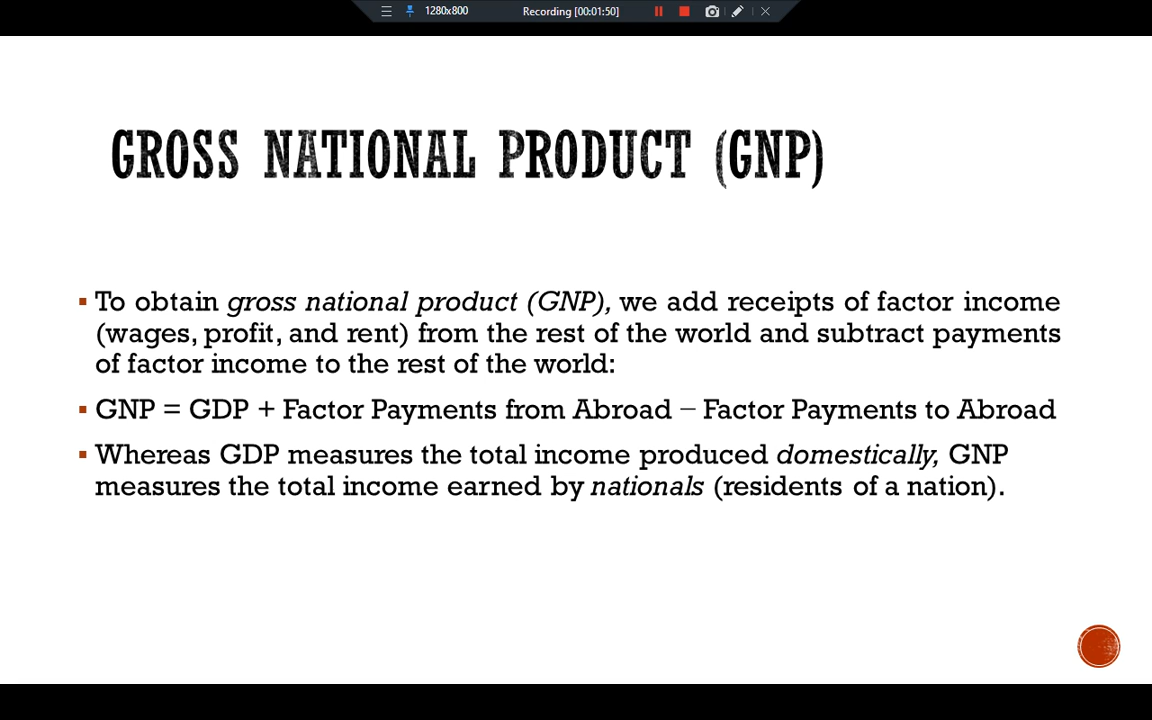 1280x800 Recording [00:01:50]
GROSS NATIONAL PRODUCT (GNP)
To obtain gross national product (GNP), we add receipts of factor income
(wages, profit, and rent) from the rest of the world and subtract payments
of factor income to the rest of the world:
GNP = GDP + Factor Payments from Abroad − Factor Payments to Abroad
Whereas GDP measures the total income produced domestically, GNP
measures the total income earned by nationals (residents of a nation).